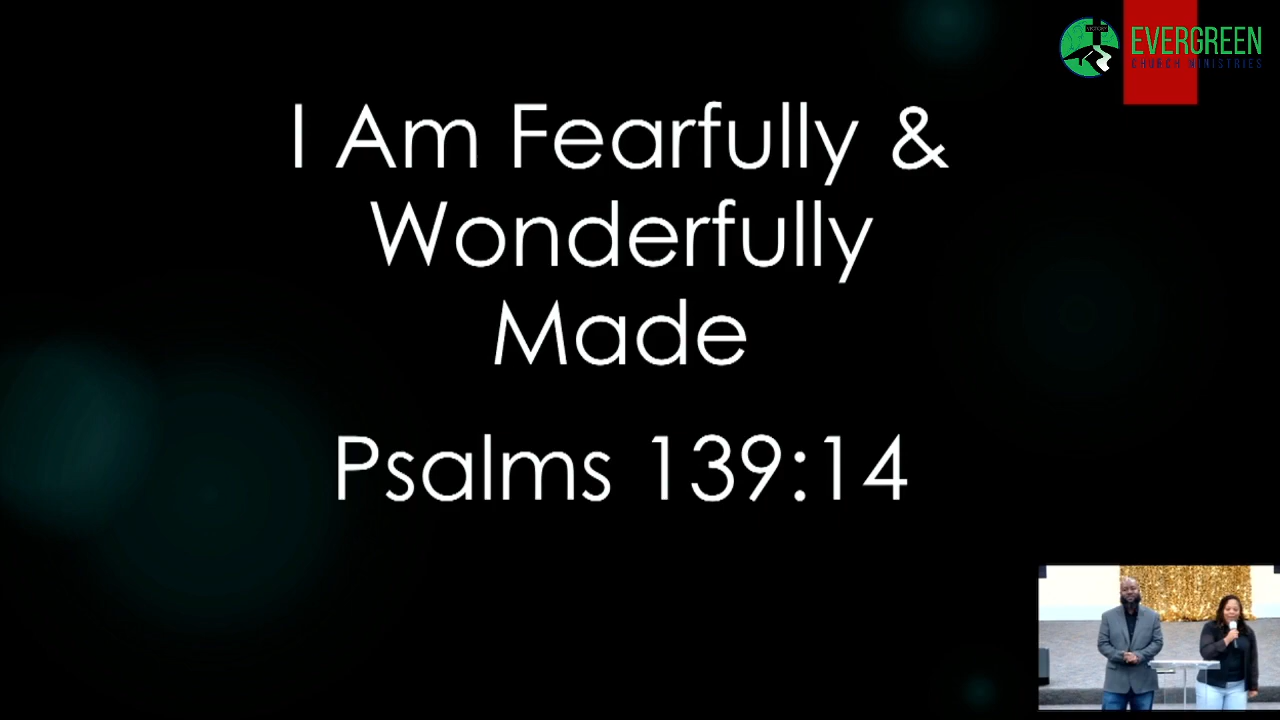 EVERGREEN
CHURCH MINISTRIES
I Am Fearfully &
Wonderfully
Made
Psalms 139:14